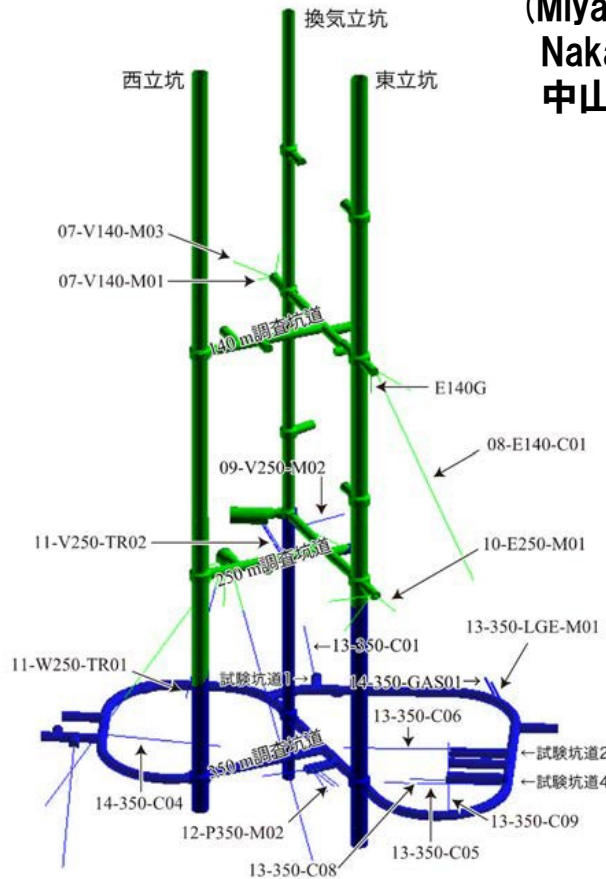 (Miya
換気立坑
Naka
西立坑
東立坑
中山
07-V140-M03
07-V140-M01
140 m調査坑道
E140G
08-E140-C01
09-V250-M02
11-V250-TR02
250 m調査坑道
10-E250-M01
←13-350-C01
13-350-LGE-M01
11-W250-TR01
試験坑道1→
14-350-GAS01→
13-350-C06
←試験坑道2
350 m調査坑道
←試験坑道4
14-350-C04
12-P350-M02
13-350-C09
13-350-C05
13-350-C08